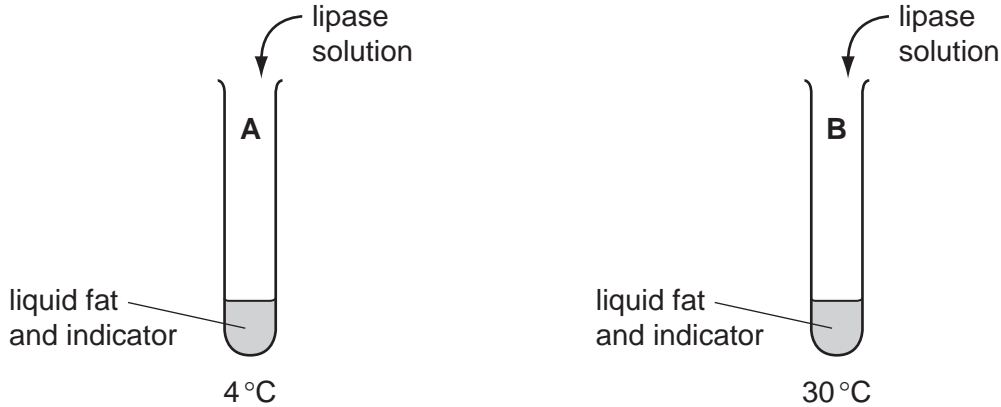 lipase
solution
A
liquid fat
and indicator
4 °C
lipase
solution
B
liquid fat
and indicator
30 °C